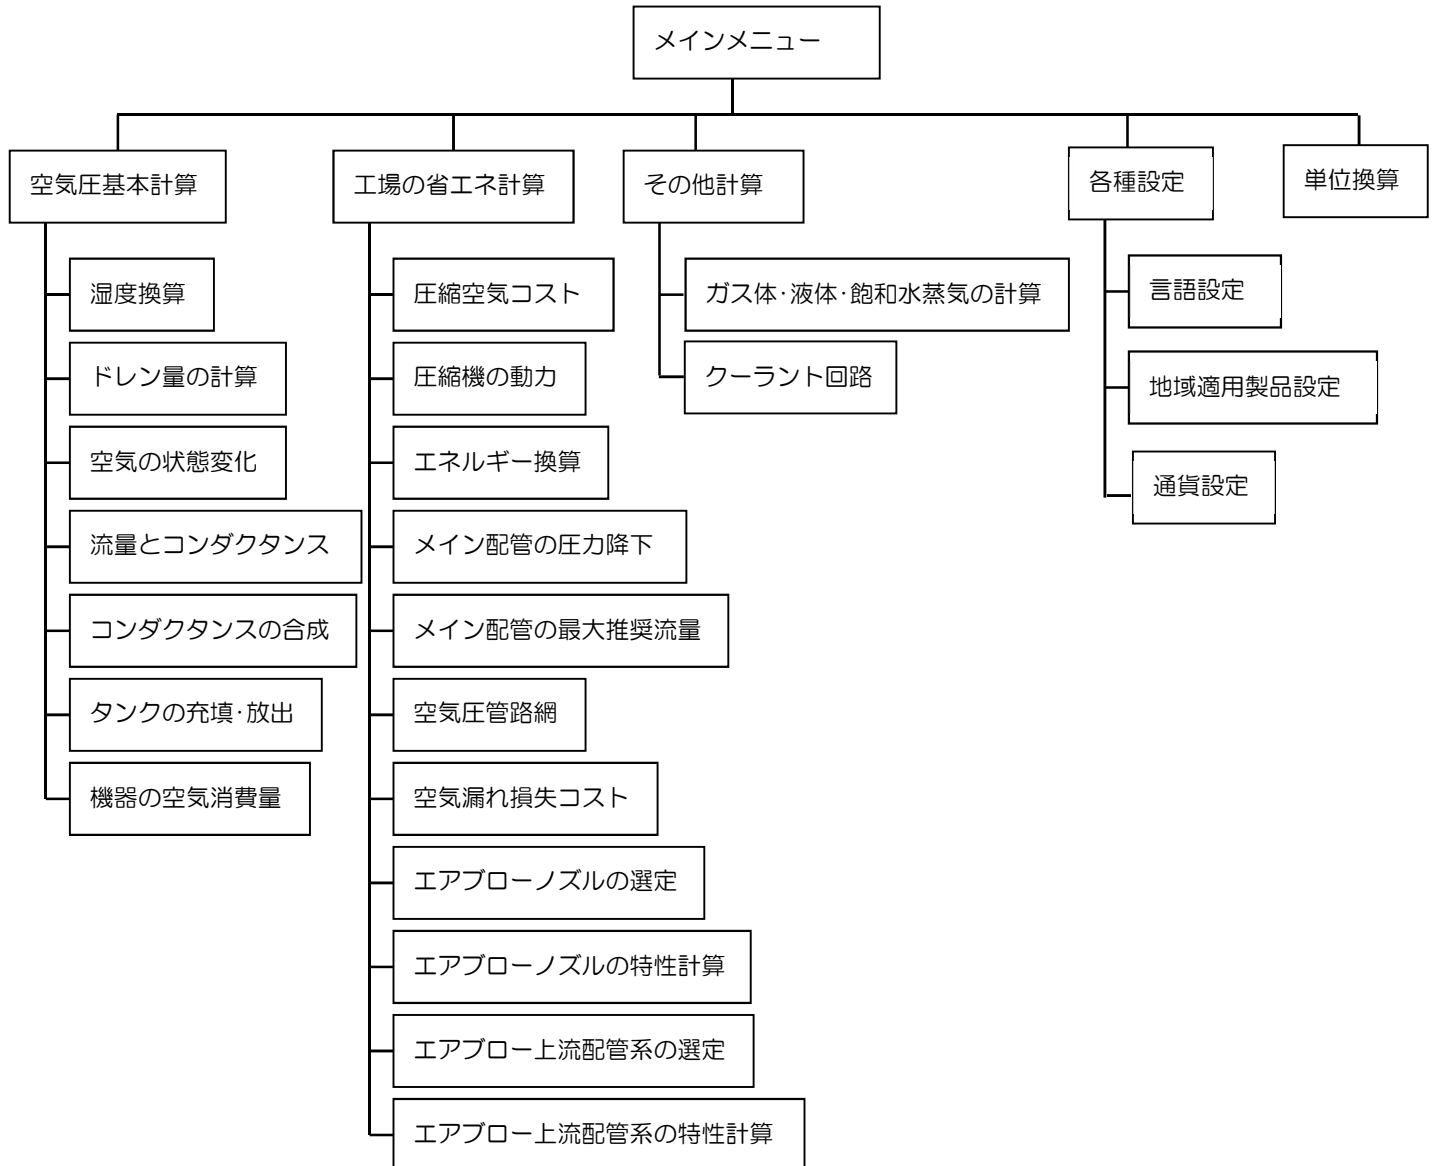 メインメニュー
空気圧基本計算
湿度換算
ドレン量の計算
空気の状態変化
流量とコンダクタンス
コンダクタンスの合成
タンクの充填・放出
機器の空気消費量
工場の省エネ計算
圧縮空気コスト
圧縮機の動力
エネルギー換算
メイン配管の圧力降下
メイン配管の最大推奨流量
空気圧管路網
空気漏れ損失コスト
エアブローノズルの選定
エアブローノズルの特性計算
エアブロー上流配管系の選定
エアブロー上流配管系の特性計算
その他計算
ガス体・液体・飽和水蒸気の計算
クーラント回路
各種設定
言語設定
地域適用製品設定
通貨設定
単位換算